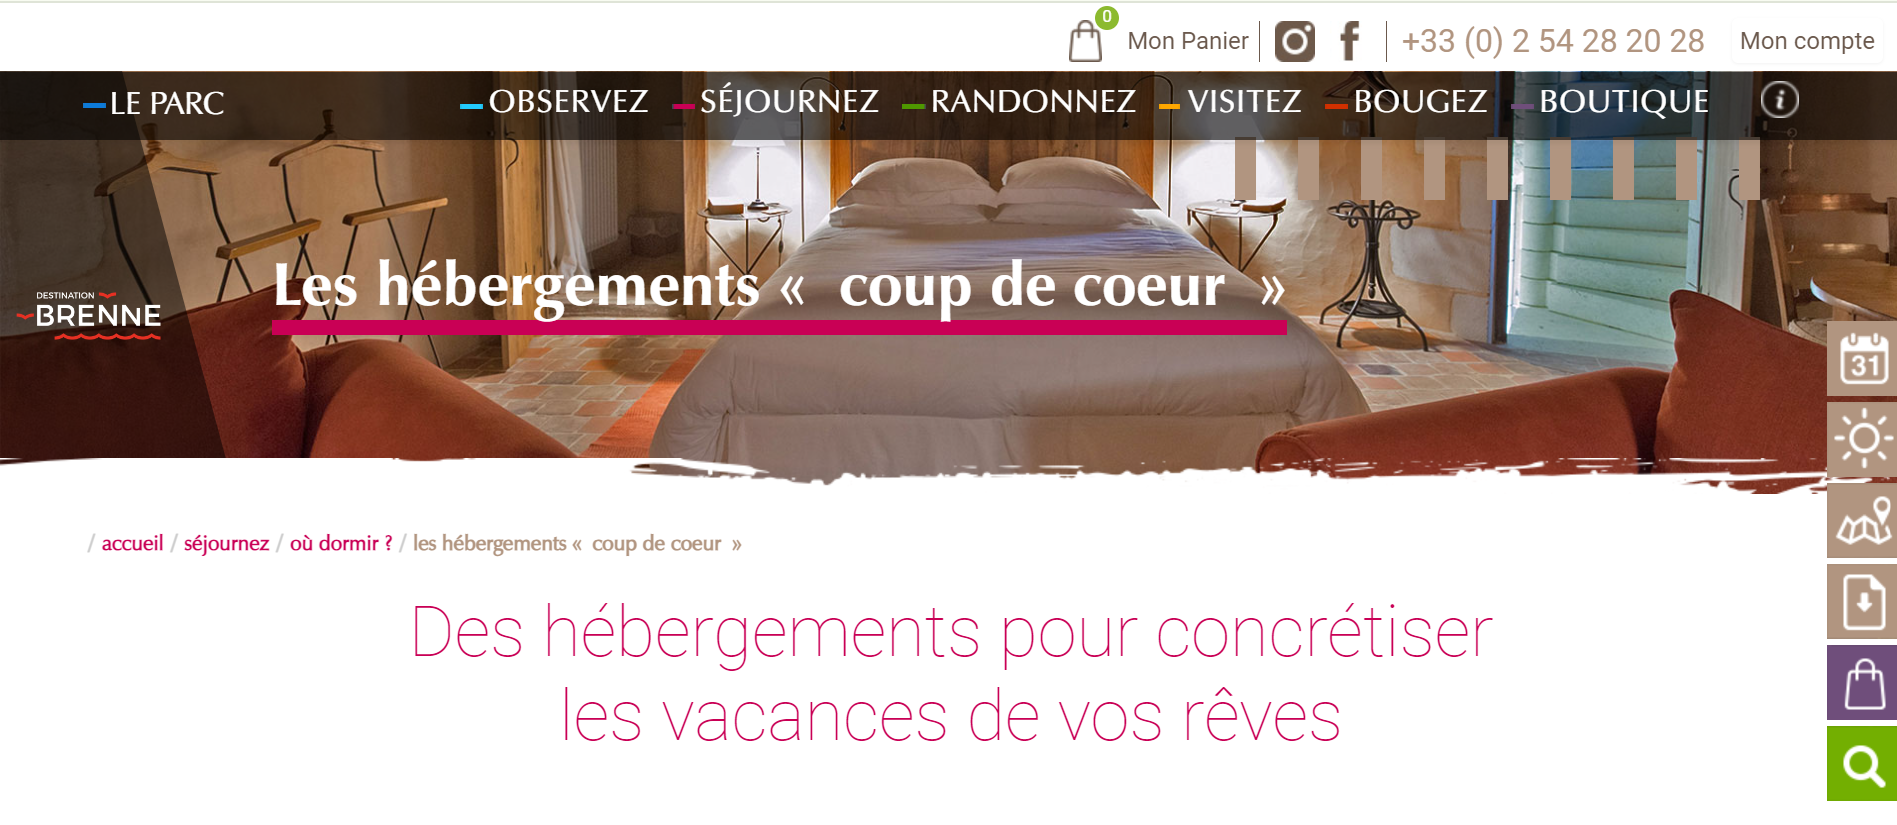 0
Mon Panier
+33 (0) 2 54 28 20 28
Mon compte
LE PARC
OBSERVEZ
SÉJOURNEZ
RANDONNEZ
VISITEZ
BOUGEZ
BOUTIQUE
i
DESTINATION
BRENNE
Les hébergements «  coup de coeur  »
31
/ accueil / séjournez / où dormir ? / les hébergements «  coup de coeur  »
Des hébergements pour concrétiser
les vacances de vos rêves